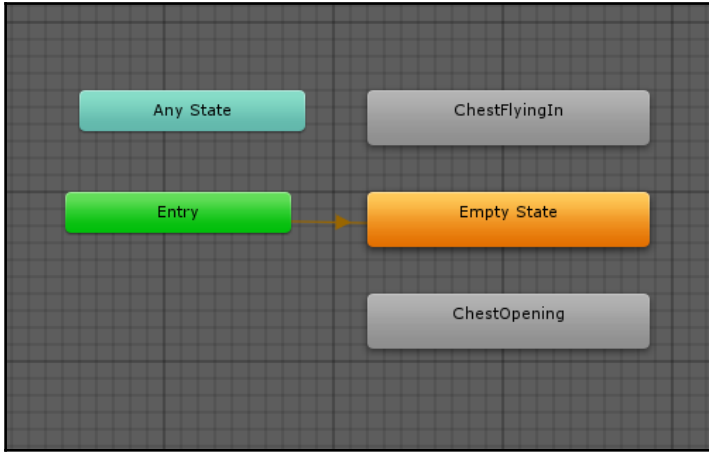 Any State
ChestFlyingIn
Entry
Empty State
ChestOpening